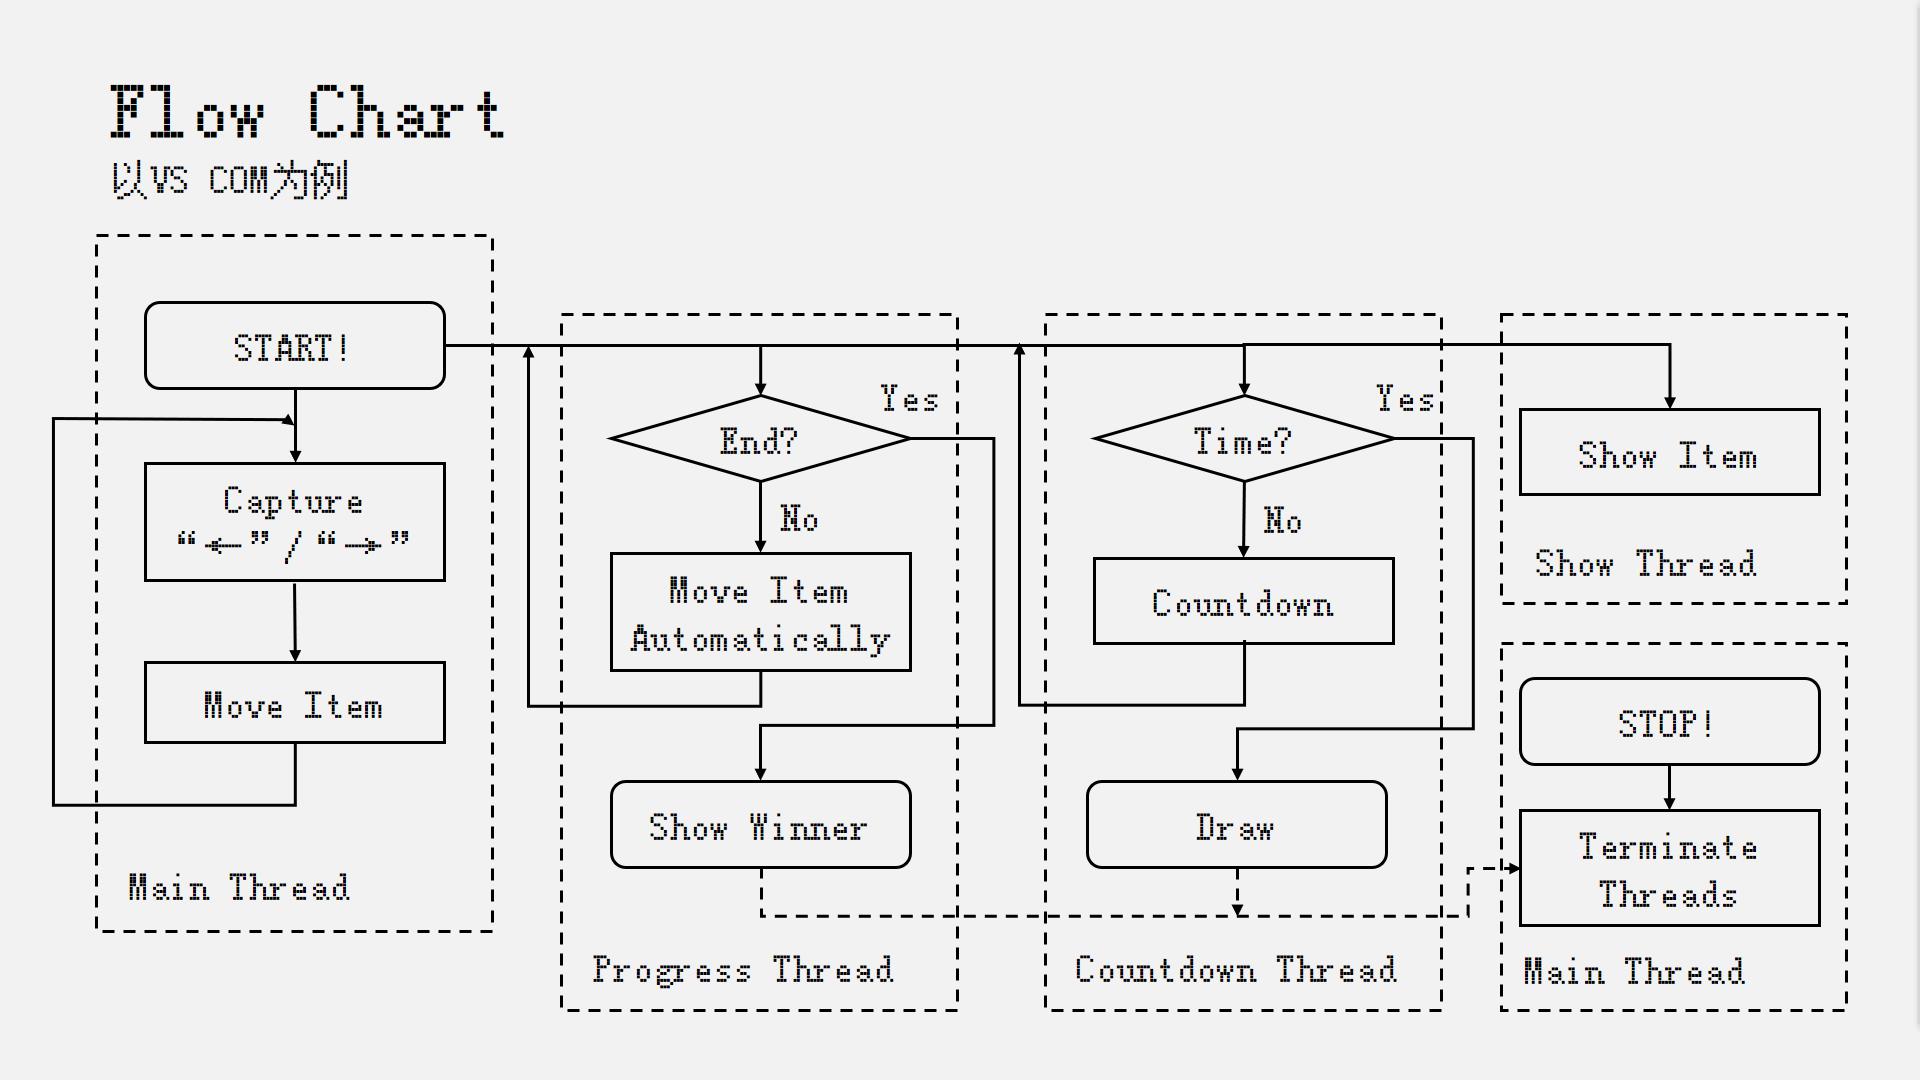 Flow Chart
以VS COM为例
START!
Capture
“←”/“→”
Move Item
Main Thread
End?
Yes
No
Move Item
Automatically
Show Winner
Progress Thread
Time?
Yes
No
Countdown
Draw
Countdown Thread
Show Item
Show Thread
STOP!
Terminate
Threads
Main Thread